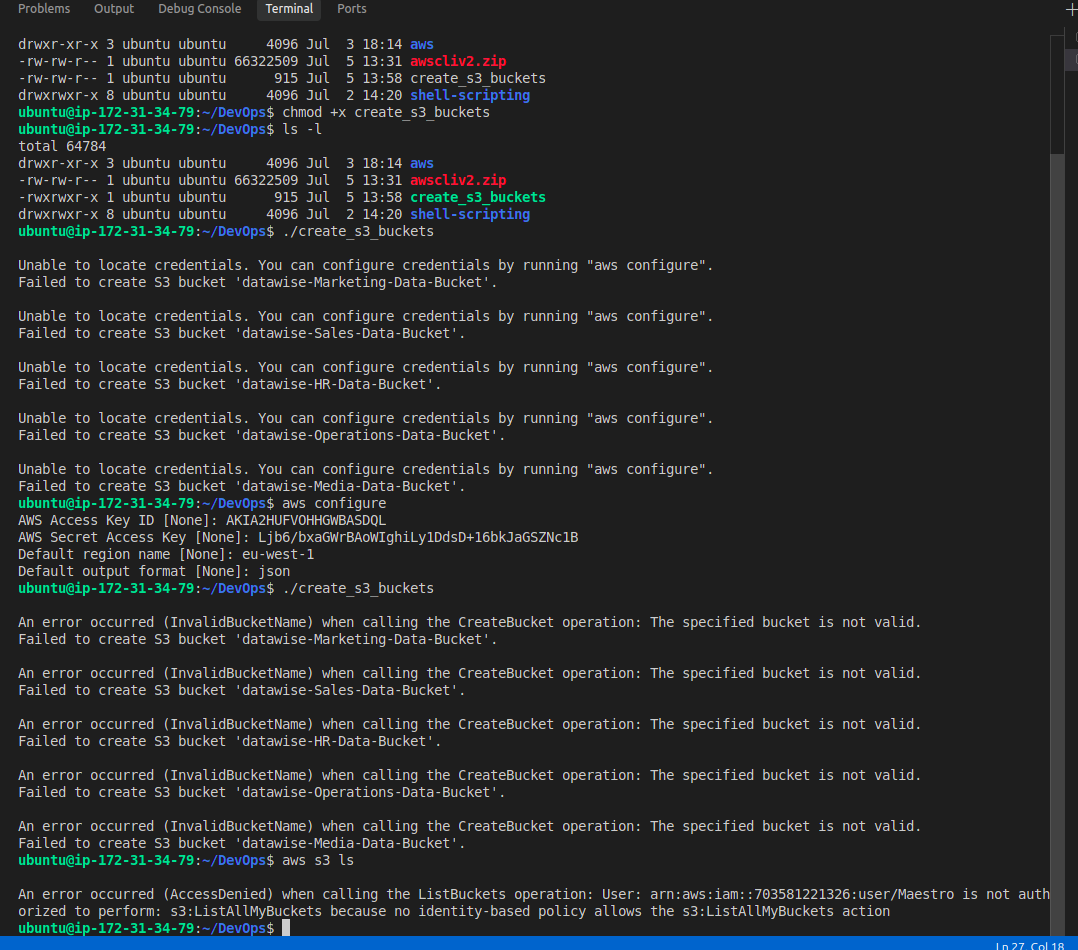 Problems Output Debug Console Terminal Ports
drwxr-xr-x 3 ubuntu ubuntu     4096 Jul  3 18:14 aws
-rw-rw-r-- 1 ubuntu ubuntu 66322509 Jul  5 13:31 awscliv2.zip
-rw-rw-r-- 1 ubuntu ubuntu      915 Jul  5 13:58 create_s3_buckets
drwxrwxr-x 8 ubuntu ubuntu     4096 Jul  2 14:20 shell-scripting
ubuntu@ip-172-31-34-79:~/DevOps$ chmod +x create_s3_buckets
ubuntu@ip-172-31-34-79:~/DevOps$ ls -l
total 64784
drwxr-xr-x 3 ubuntu ubuntu     4096 Jul  3 18:14 aws
-rw-rw-r-- 1 ubuntu ubuntu 66322509 Jul  5 13:31 awscliv2.zip
-rwxrwxr-x 1 ubuntu ubuntu      915 Jul  5 13:58 create_s3_buckets
drwxrwxr-x 8 ubuntu ubuntu     4096 Jul  2 14:20 shell-scripting
ubuntu@ip-172-31-34-79:~/DevOps$ ./create_s3_buckets
Unable to locate credentials. You can configure credentials by running "aws configure".
Failed to create S3 bucket 'datawise-Marketing-Data-Bucket'.
Unable to locate credentials. You can configure credentials by running "aws configure".
Failed to create S3 bucket 'datawise-Sales-Data-Bucket'.
Unable to locate credentials. You can configure credentials by running "aws configure".
Failed to create S3 bucket 'datawise-HR-Data-Bucket'.
Unable to locate credentials. You can configure credentials by running "aws configure".
Failed to create S3 bucket 'datawise-Operations-Data-Bucket'.
Unable to locate credentials. You can configure credentials by running "aws configure".
Failed to create S3 bucket 'datawise-Media-Data-Bucket'.
ubuntu@ip-172-31-34-79:~/DevOps$ aws configure
AWS Access Key ID [None]: AKIA2HUFVOHHGWBASDQL
AWS Secret Access Key [None]: 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
Default region name [None]: eu-west-1
Default output format [None]: json
ubuntu@ip-172-31-34-79:~/DevOps$ ./create_s3_buckets
An error occurred (InvalidBucketName) when calling the CreateBucket operation: The specified bucket is not valid.
Failed to create S3 bucket 'datawise-Marketing-Data-Bucket'.
An error occurred (InvalidBucketName) when calling the CreateBucket operation: The specified bucket is not valid.
Failed to create S3 bucket 'datawise-Sales-Data-Bucket'.
An error occurred (InvalidBucketName) when calling the CreateBucket operation: The specified bucket is not valid.
Failed to create S3 bucket 'datawise-HR-Data-Bucket'.
An error occurred (InvalidBucketName) when calling the CreateBucket operation: The specified bucket is not valid.
Failed to create S3 bucket 'datawise-Operations-Data-Bucket'.
An error occurred (InvalidBucketName) when calling the CreateBucket operation: The specified bucket is not valid.
Failed to create S3 bucket 'datawise-Media-Data-Bucket'.
ubuntu@ip-172-31-34-79:~/DevOps$ aws s3 ls
An error occurred (AccessDenied) when calling the ListBuckets operation: User: arn:aws:iam::703581221326:user/Maestro is not auth
orized to perform: s3:ListAllMyBuckets because no identity-based policy allows the s3:ListAllMyBuckets action
ubuntu@ip-172-31-34-79:~/DevOps$
Ln 27, Col 18